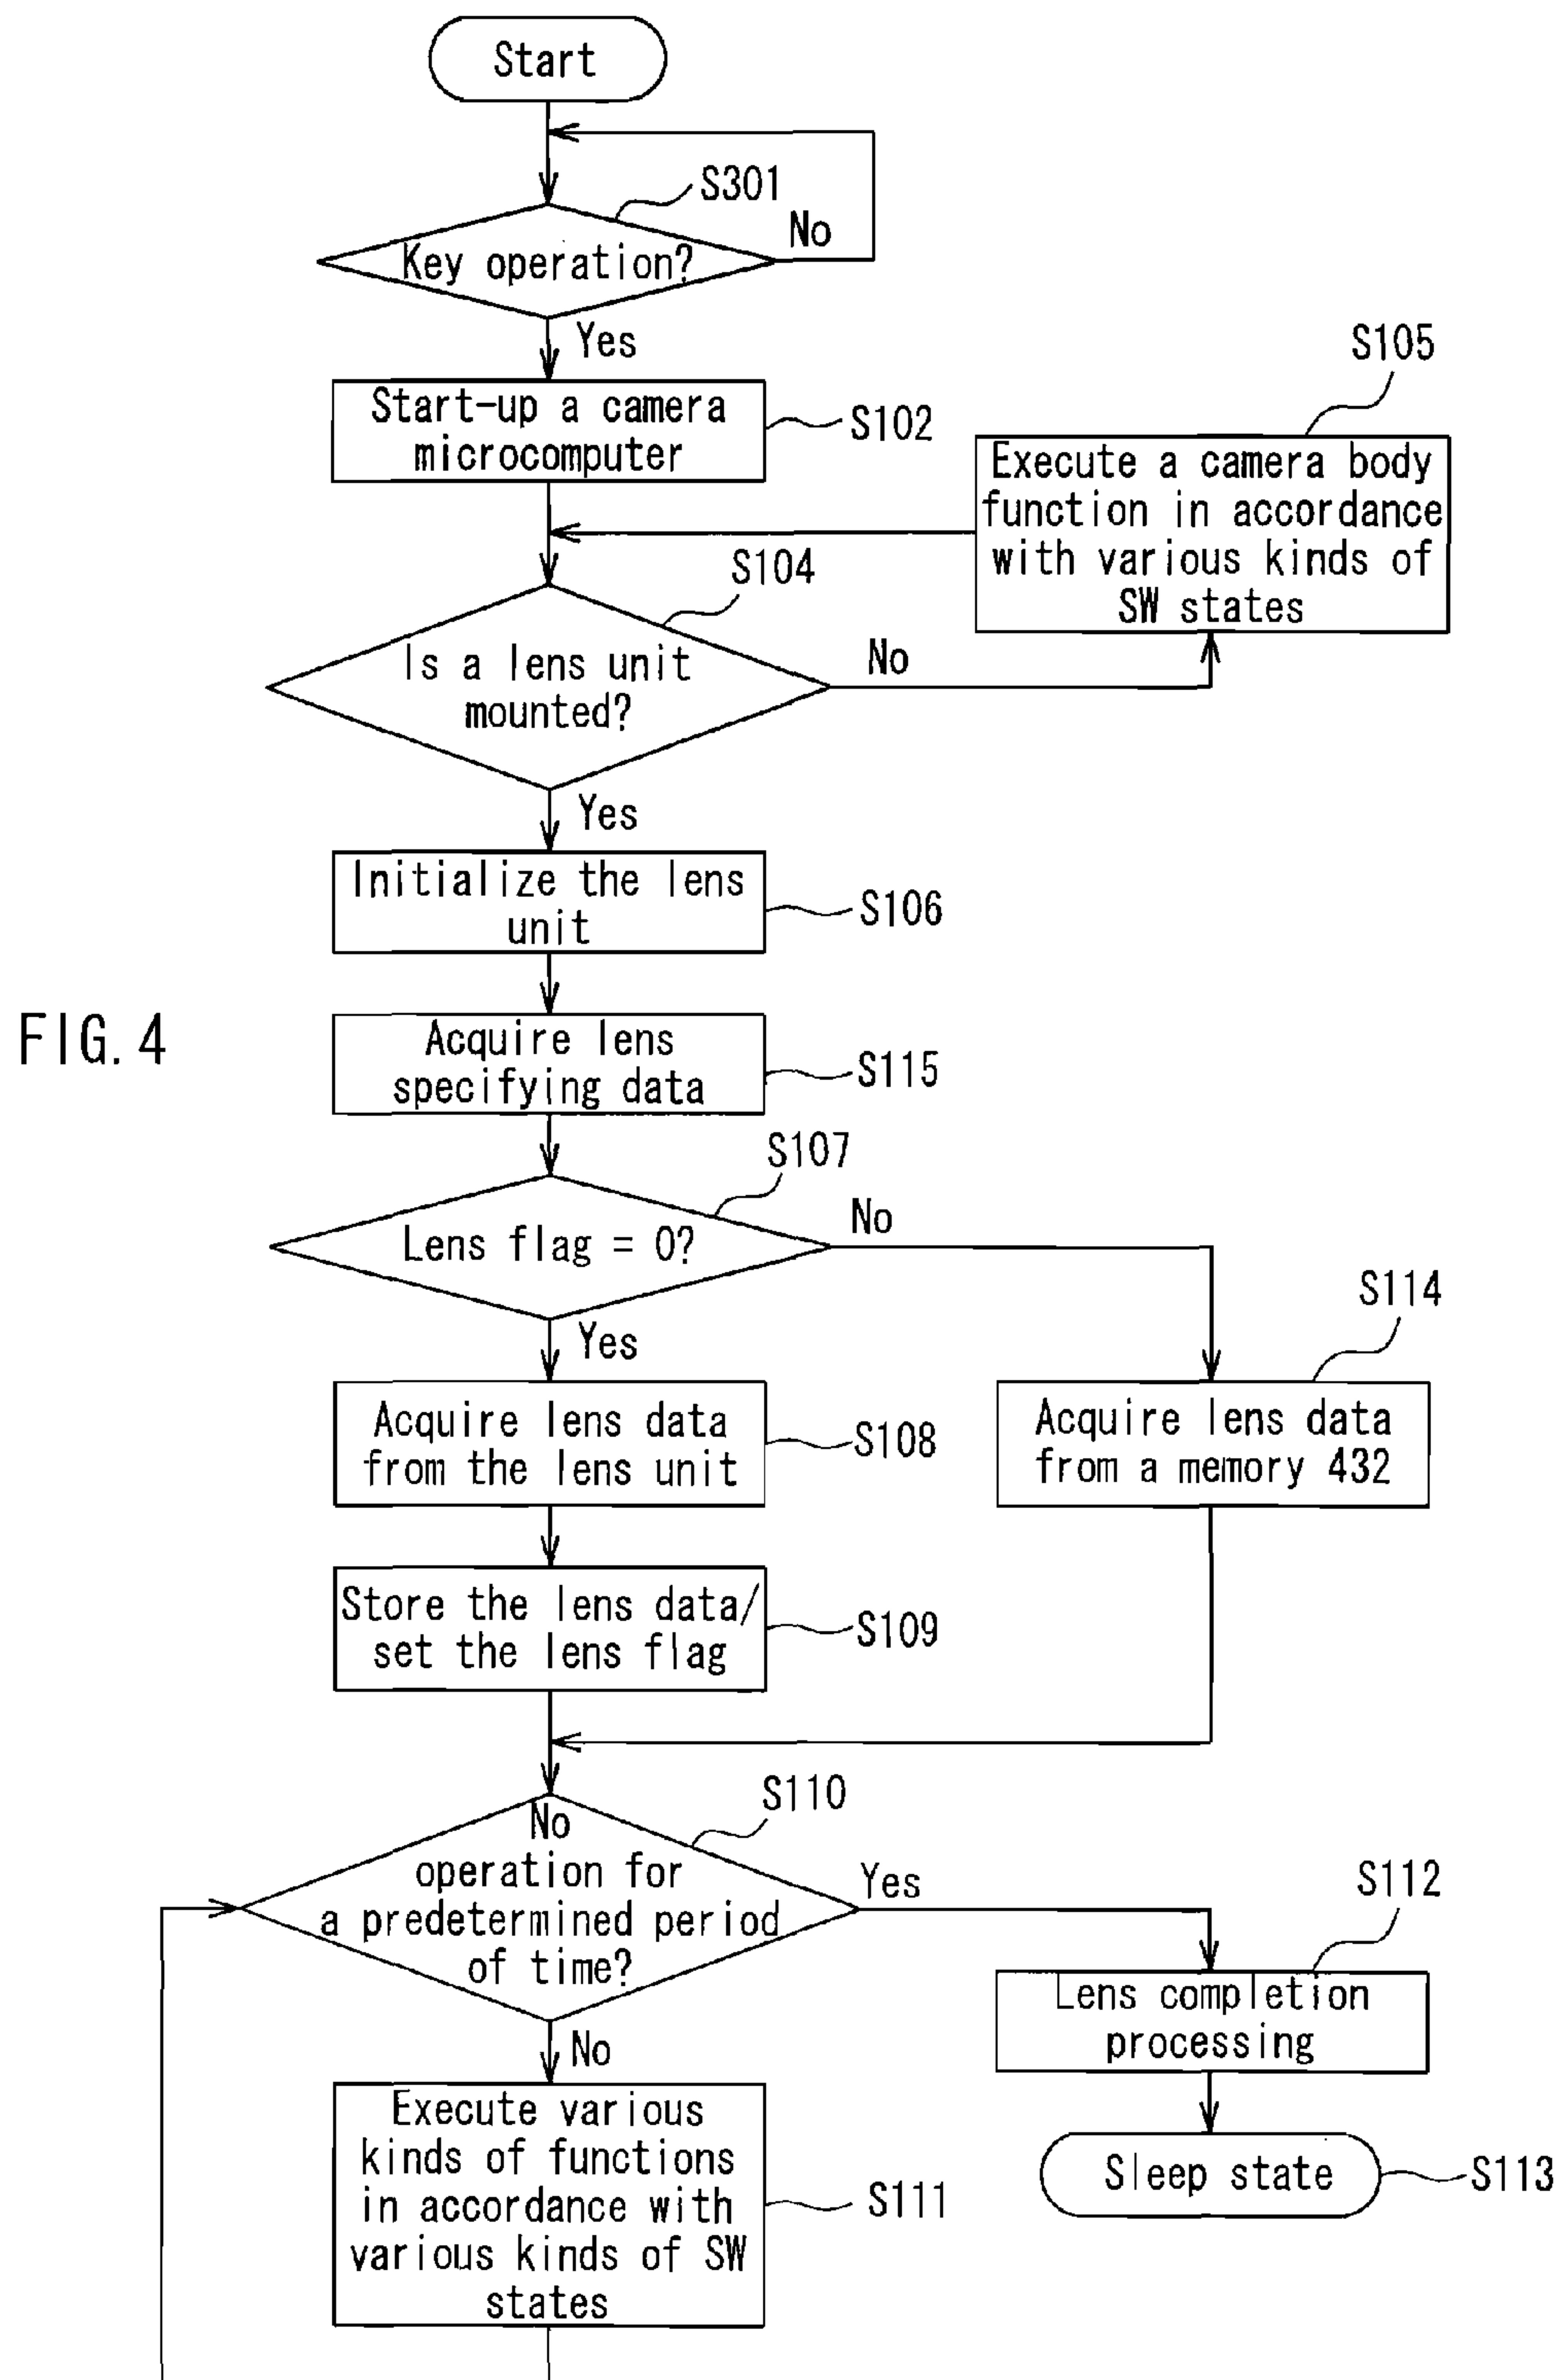 Start
S301
No
Key operation?
Yes
S105
Start-up a camera
microcomputer
S102
Execute a camera body
function in accordance
with various kinds of
SW states
S104
Is a lens unit
mounted?
No
Yes
Initialize the lens
unit
S106
FIG. 4
Acquire lens
specifying data
S115
S107
Lens flag = 0?
No
S114
Yes
Acquire lens data
from the lens unit
S108
Acquire lens data
from a memory 432
Store the lens data/
set the lens flag
S109
S110
No
operation for
a predetermined period
of time?
Yes
S112
Lens completion
processing
No
Execute various
kinds of functions
in accordance with
various kinds of SW
states
S111
Sleep state
S113